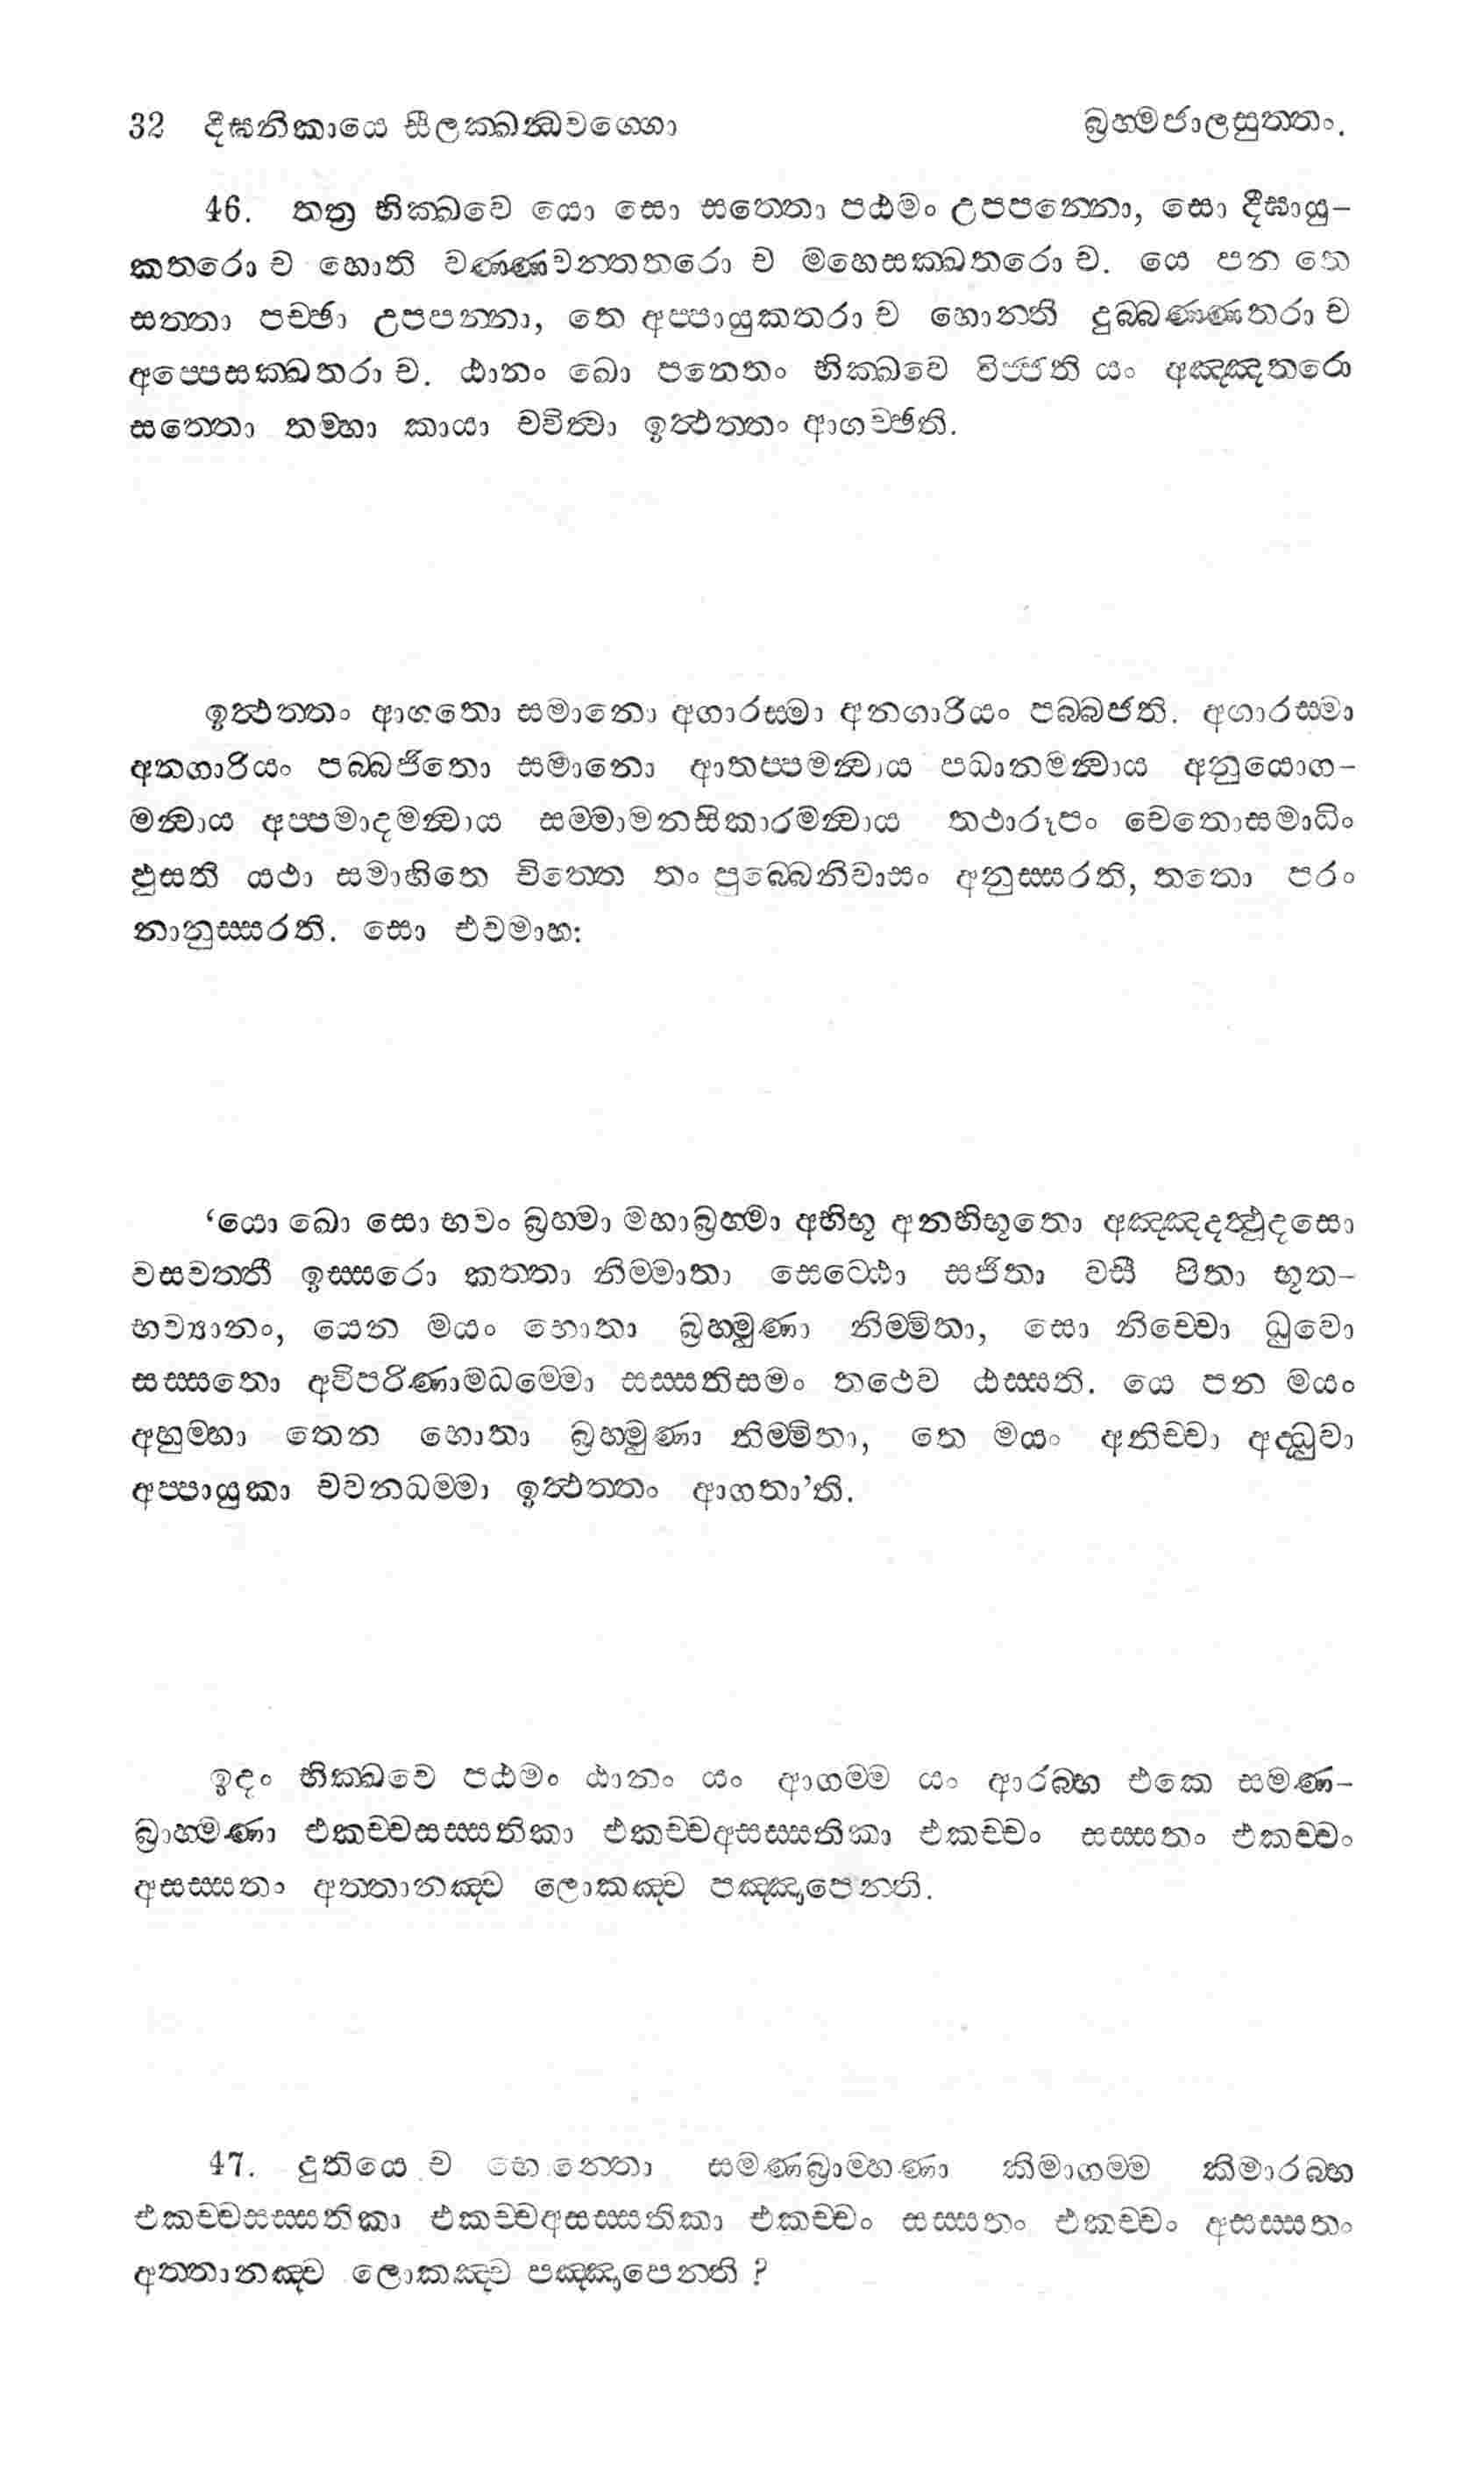 32 දීඝනිකායෙ සීලක්ඛන්ධවග්ගො
බ්‍රහ්මජාලසුත්තං.
46. තත්‍ර භික්ඛවෙ යො සො සත්තො පඨමං උපපන්නො, සො දීඝායු-
කතරො ච හොති වණ්ණවන්තතරො ච මහෙසක්ඛතරො ච. යෙ පන තෙ
සත්තා පච්ඡා උපපන්නා, තෙ අප්පායුකතරා ච හොන්ති දුබ්බණ්ණතරා ච
අප්පෙසක්ඛතරා ච. ඨානං ඛො පනෙතං භික්ඛවෙ විජ්ජති යං අඤ්ඤතරො
සත්තො තම්හා කායා චවිත්වා ඉත්ථත්තං ආගච්ඡති.
ඉත්ථත්තං ආගතො සමානො අගාරස්මා අනගාරියං පබ්බජති. අගාරස්මා
අනගාරියං පබ්බජිතො සමානො ආතප්පමන්වාය පධානමන්වාය අනුයොග-
මන්වාය අප්පමාදමන්වාය සම්මාමනසිකාරමන්වාය තථාරූපං චෙතොසමාධිං
ඵුසති යථා සමාහිතෙ චිත්තෙ තං පුබ්බෙනිවාසං අනුස්සරති, තතො පරං
නානුස්සරති. සො එවමාහ:
‘යො ඛො සො භවං බ්‍රහ්මා මහාබ්‍රහ්මා අභිභූ අනභිභූතො අඤ්ඤදත්ථුදසො
වසවත්තී ඉස්සරො කත්තා නිම්මාතා සෙට්ඨො සජිතා වසී පිතා භූත-
භව්‍යානං, යෙන මයං භොතා බ්‍රහ්මුණා නිම්මිතා, සො නිච්චො ධුවො
සස්සතො අවිපරිණාමධම්මො සස්සතිසමං තථෙව ඨස්සති. යෙ පන මයං
අහුම්හා තෙන භොතා බ්‍රහ්මුණා නිම්මිතා, තෙ මයං අනිච්චා අද්ධුවා
අප්පායුකා චවනධම්මා ඉත්ථත්තං ආගතා’ති.
ඉදං භික්ඛවෙ පඨමං ඨානං යං ආගම්ම යං ආරබ්භ එකෙ සමණ-
බ්‍රාහ්මණා එකච්චසස්සතිකා එකච්චඅසස්සතිකා එකච්චං සස්සතං එකච්චං
අසස්සතං අත්තානඤ්ච ලොකඤ්ච පඤ්ඤාපෙන්ති.
47. දුතියෙ ච භොන්තො සමණබ්‍රාම්හණා කිමාගම්ම කිමාරබ්භ
එකච්චසස්සතිකා එකච්චඅසස්සතිකා එකච්චං සස්සතං එකච්චං අසස්සතං
අත්තානඤ්ච ලොකඤ්ච පඤ්ඤාපෙන්ති ?